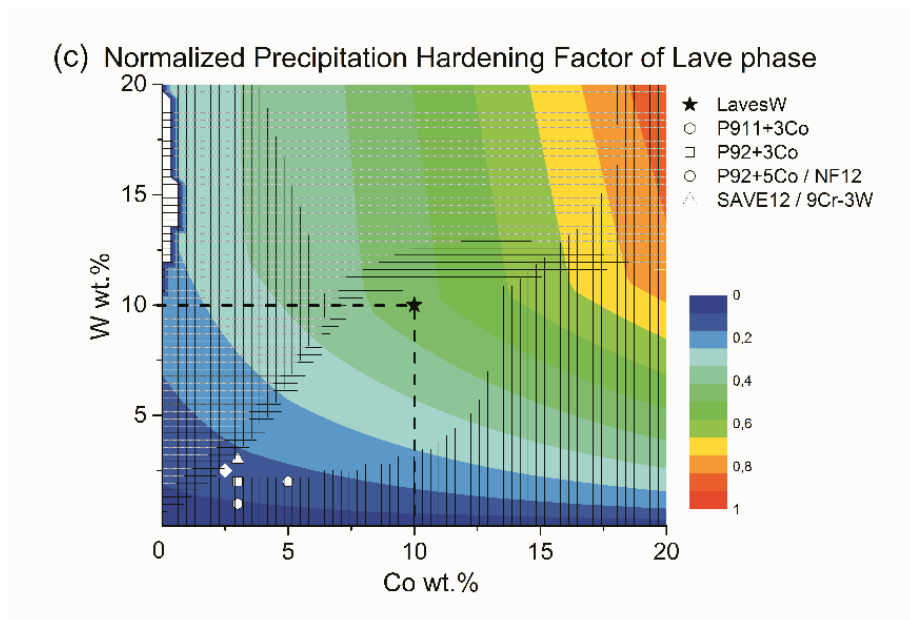 (c) Normalized Precipitation Hardening Factor of Lave phase
20
15
10
5
W wt.%
0 5 10 15 20
Co wt.%
LavesW
P911+3Co
P92+3Co
P92+5Co / NF12
SAVE12 / 9Cr-3W
0
0.2
0.4
0,6
0,8
1